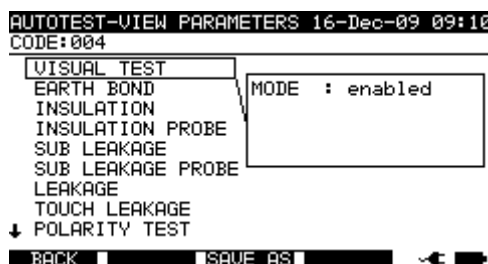 AUTOTEST-VIEW PARAMETERS 16-Dec-09 09:10
CODE:004
VISUAL TEST
EARTH BOND
INSULATION
INSULATION PROBE
SUB LEAKAGE
SUB LEAKAGE PROBE
LEAKAGE
TOUCH LEAKAGE
POLARITY TEST
MODE : enabled
BACK
SAVE AS